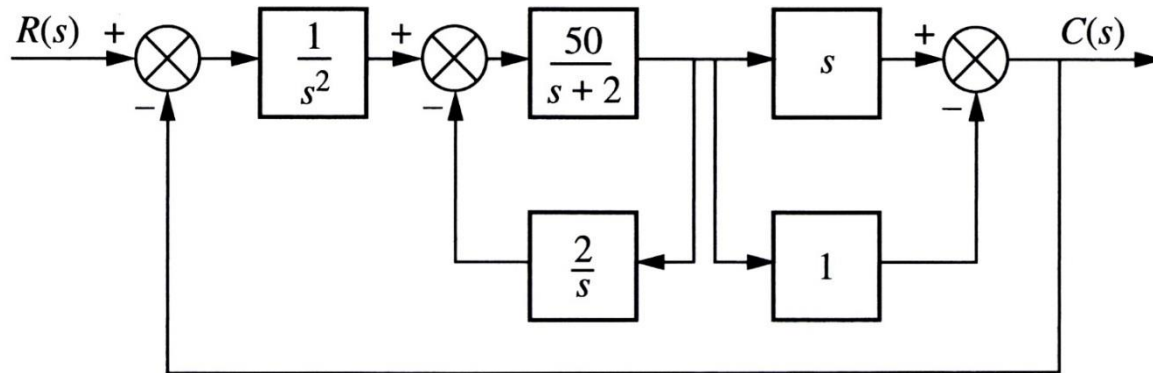 R(s) + − 1/s² + − 50/(s + 2) s + − C(s)
2/s 1